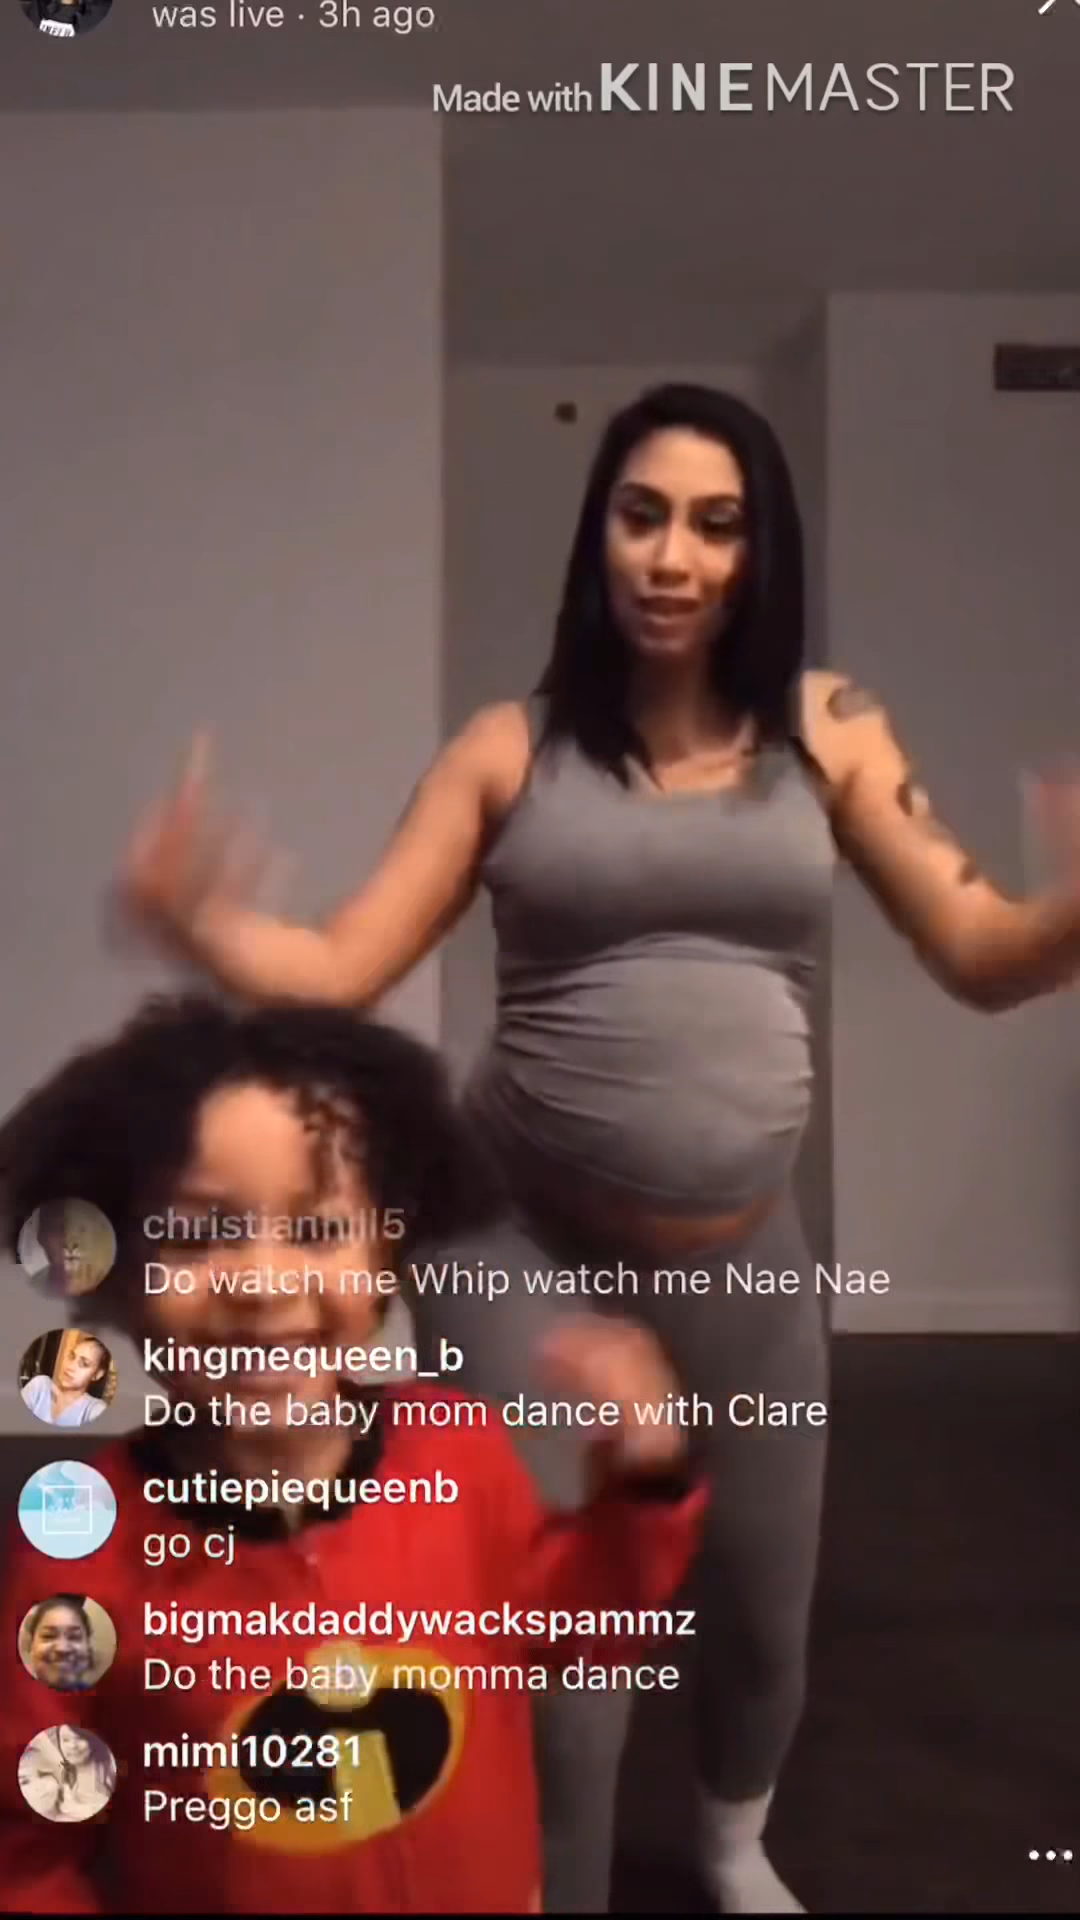 was live · 3h ago
Made with KINEMASTER
christianhill5
Do watch me Whip watch me Nae Nae
kingmequeen_b
Do the baby mom dance with Clare
cutiepiequeenb
go cj
bigmakdaddywackspammz
Do the baby momma dance
mimi10281
Preggo asf